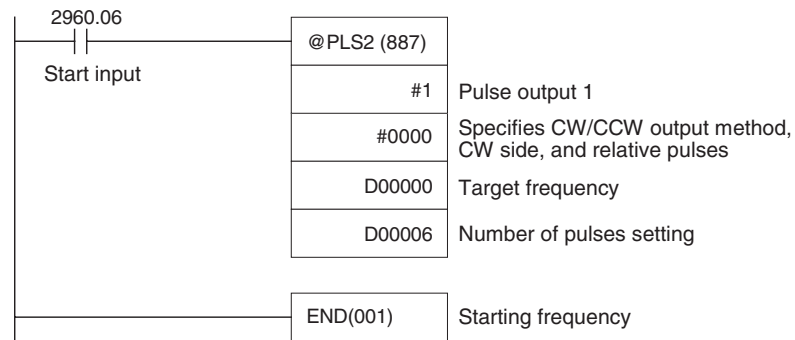 2960.06
@PLS2 (887)
Start input
#1 Pulse output 1
#0000 Specifies CW/CCW output method,
CW side, and relative pulses
D00000 Target frequency
D00006 Number of pulses setting
END(001) Starting frequency